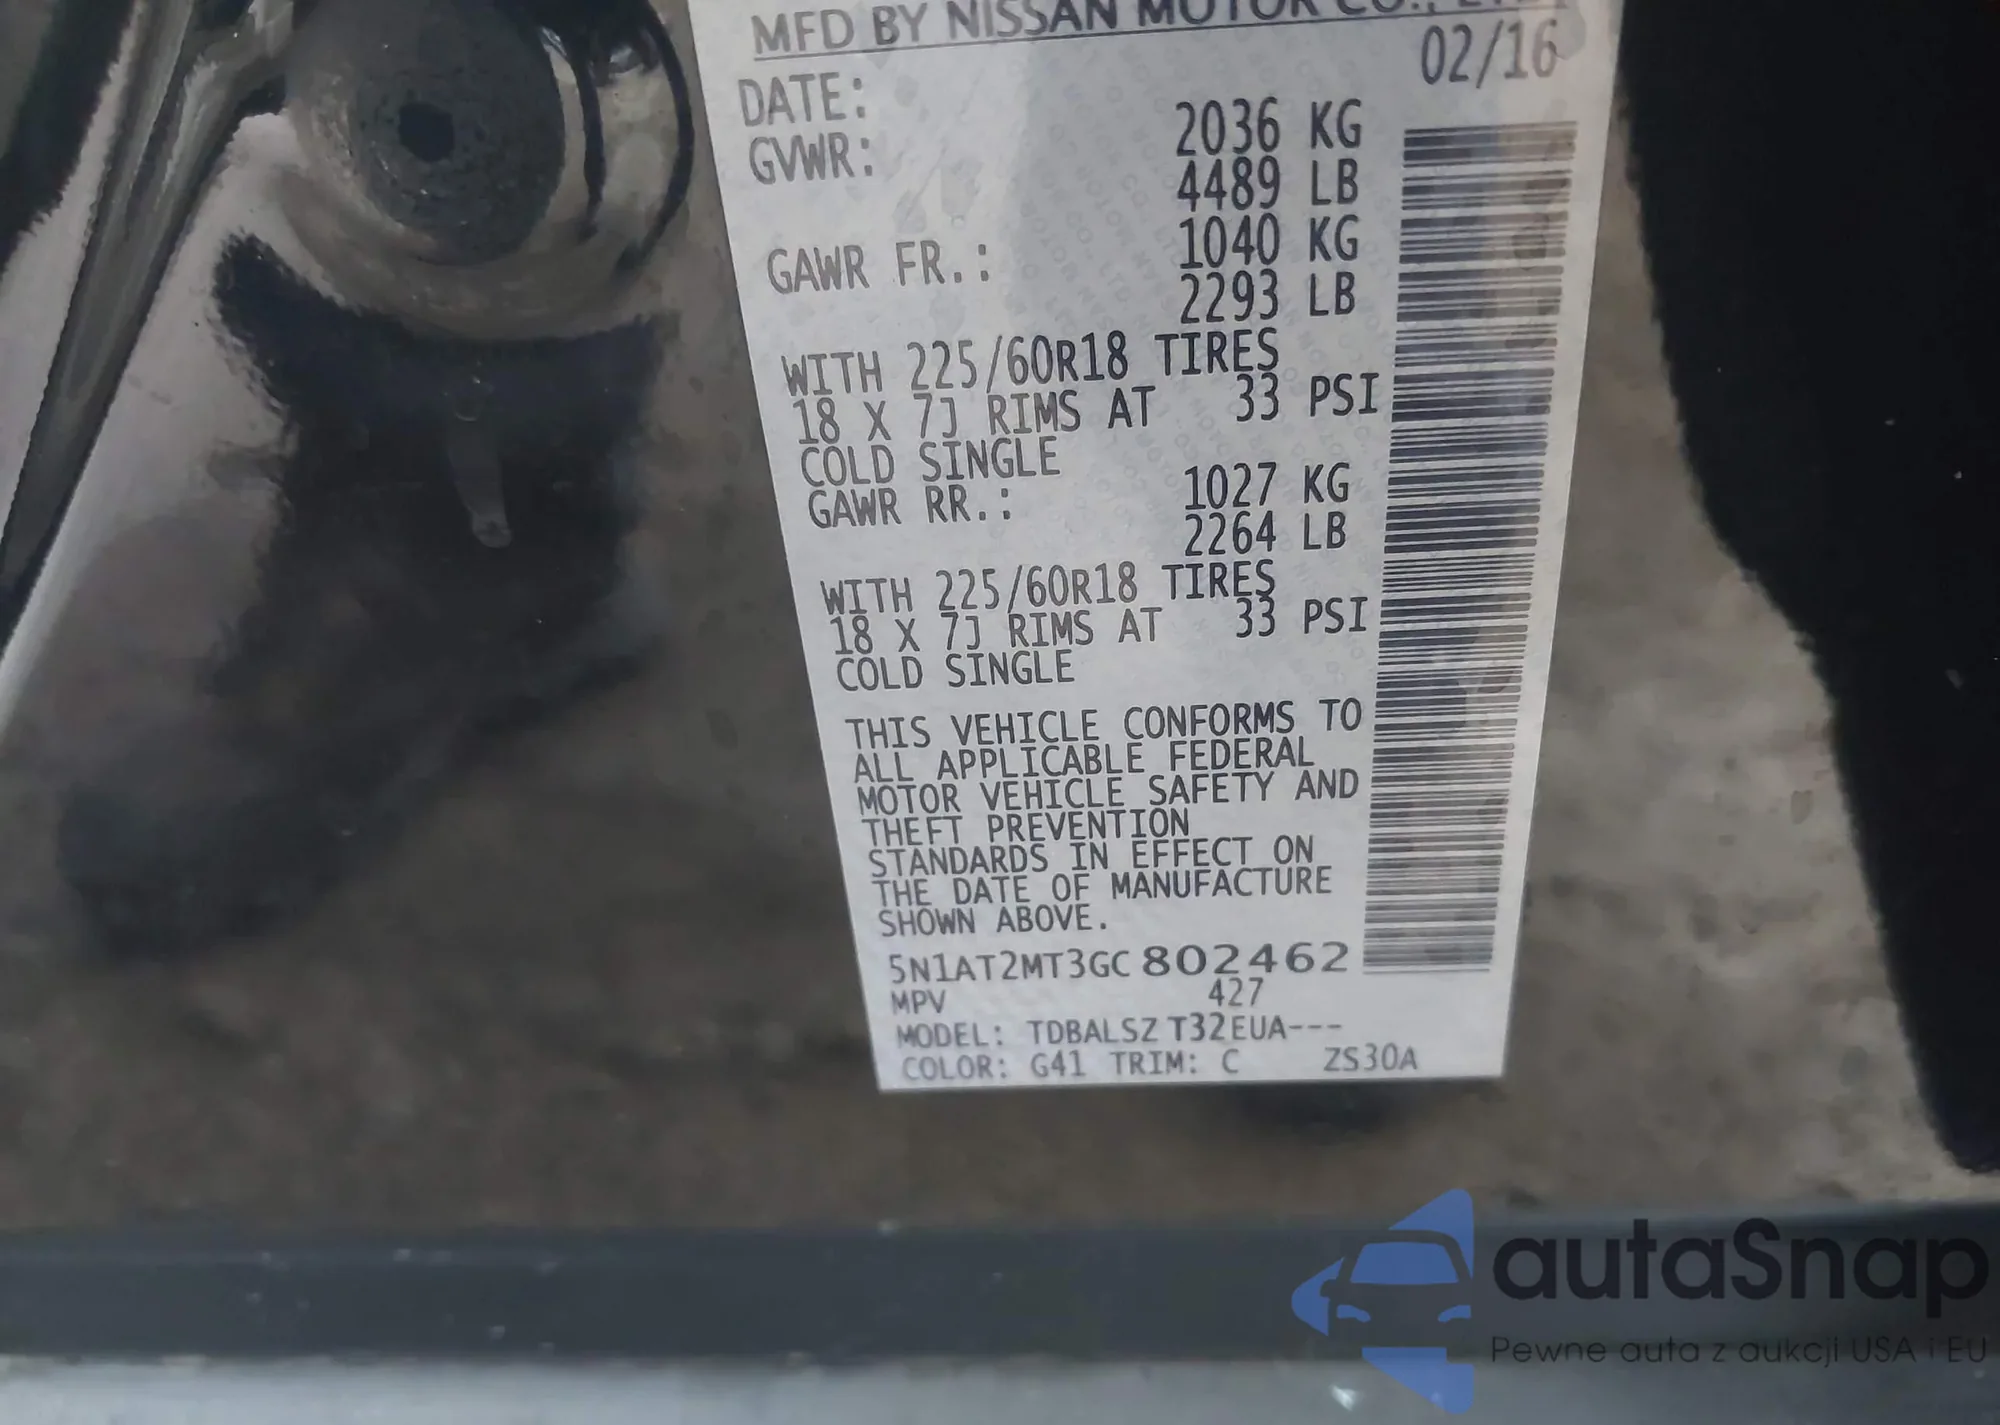 MFD BY NISSAN MOTOR CO., LTD.
DATE: 02/16
GVWR: 2036 KG
4489 LB
GAWR FR.: 1040 KG
2293 LB
WITH 225/60R18 TIRES
18 X 7J RIMS AT 33 PSI
COLD SINGLE
GAWR RR.: 1027 KG
2264 LB
WITH 225/60R18 TIRES
18 X 7J RIMS AT 33 PSI
COLD SINGLE
THIS VEHICLE CONFORMS TO
ALL APPLICABLE FEDERAL
MOTOR VEHICLE SAFETY AND
THEFT PREVENTION
STANDARDS IN EFFECT ON
THE DATE OF MANUFACTURE
SHOWN ABOVE.
5N1AT2MT3GC802462
MPV 427
MODEL: TDBALSZ T32EUA---
COLOR: G41 TRIM: C ZS30A
autaSnap
Pewne auta z aukcji USA i EU